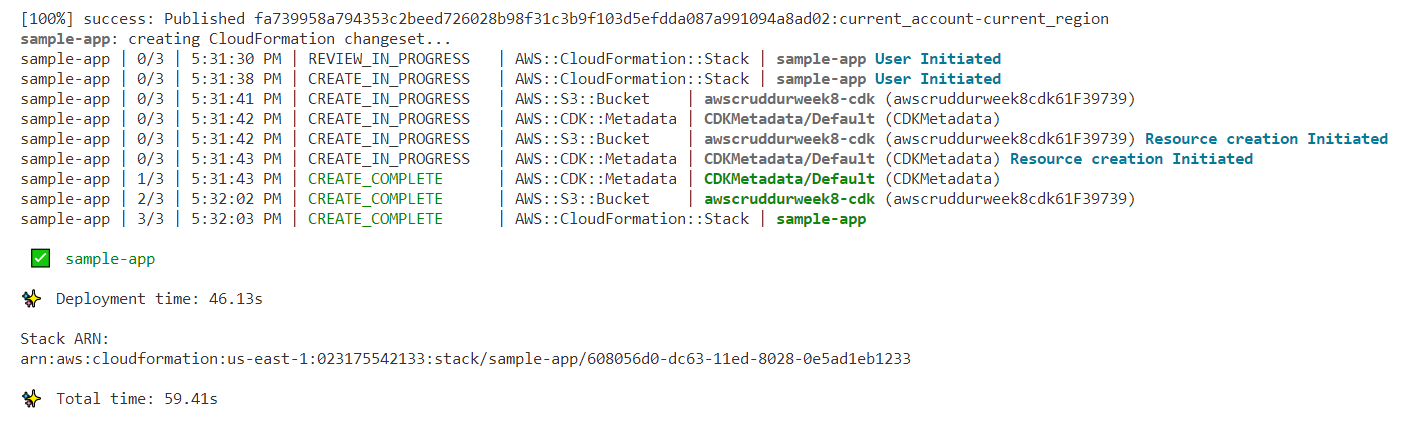 [100%] success: Published fa739958a794353c2beed726028b98f31c3b9f103d5efdda087a991094a8ad02:current_account-current_region
sample-app: creating CloudFormation changeset...
sample-app | 0/3 | 5:31:30 PM | REVIEW_IN_PROGRESS   | AWS::CloudFormation::Stack | sample-app User Initiated
sample-app | 0/3 | 5:31:38 PM | CREATE_IN_PROGRESS   | AWS::CloudFormation::Stack | sample-app User Initiated
sample-app | 0/3 | 5:31:41 PM | CREATE_IN_PROGRESS   | AWS::S3::Bucket    | awscruddurweek8-cdk (awscruddurweek8cdk61F39739)
sample-app | 0/3 | 5:31:42 PM | CREATE_IN_PROGRESS   | AWS::CDK::Metadata | CDKMetadata/Default (CDKMetadata)
sample-app | 0/3 | 5:31:42 PM | CREATE_IN_PROGRESS   | AWS::S3::Bucket    | awscruddurweek8-cdk (awscruddurweek8cdk61F39739) Resource creation Initiated
sample-app | 0/3 | 5:31:43 PM | CREATE_IN_PROGRESS   | AWS::CDK::Metadata | CDKMetadata/Default (CDKMetadata) Resource creation Initiated
sample-app | 1/3 | 5:31:43 PM | CREATE_COMPLETE      | AWS::CDK::Metadata | CDKMetadata/Default (CDKMetadata)
sample-app | 2/3 | 5:32:02 PM | CREATE_COMPLETE      | AWS::S3::Bucket    | awscruddurweek8-cdk (awscruddurweek8cdk61F39739)
sample-app | 3/3 | 5:32:03 PM | CREATE_COMPLETE      | AWS::CloudFormation::Stack | sample-app
✅ sample-app
✨ Deployment time: 46.13s
Stack ARN:
arn:aws:cloudformation:us-east-1:023175542133:stack/sample-app/608056d0-dc63-11ed-8028-0e5ad1eb1233
✨ Total time: 59.41s